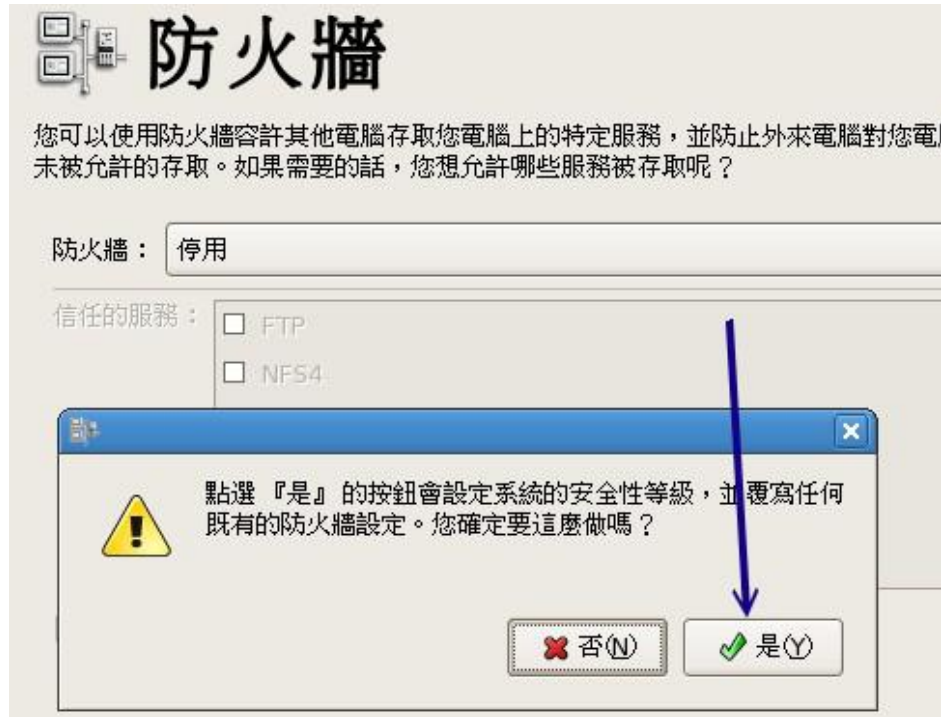 防火牆
您可以使用防火牆容許其他電腦存取您電腦上的特定服務，並防止外來電腦對您電
未被允許的存取。如果需要的話，您想允許哪些服務被存取呢？
防火牆： 停用
信任的服務： FTP
NFS4
點選『是』的按鈕會設定系統的安全性等級，並覆寫任何
既有的防火牆設定。您確定要這麼做嗎？
否(N) 是(Y)